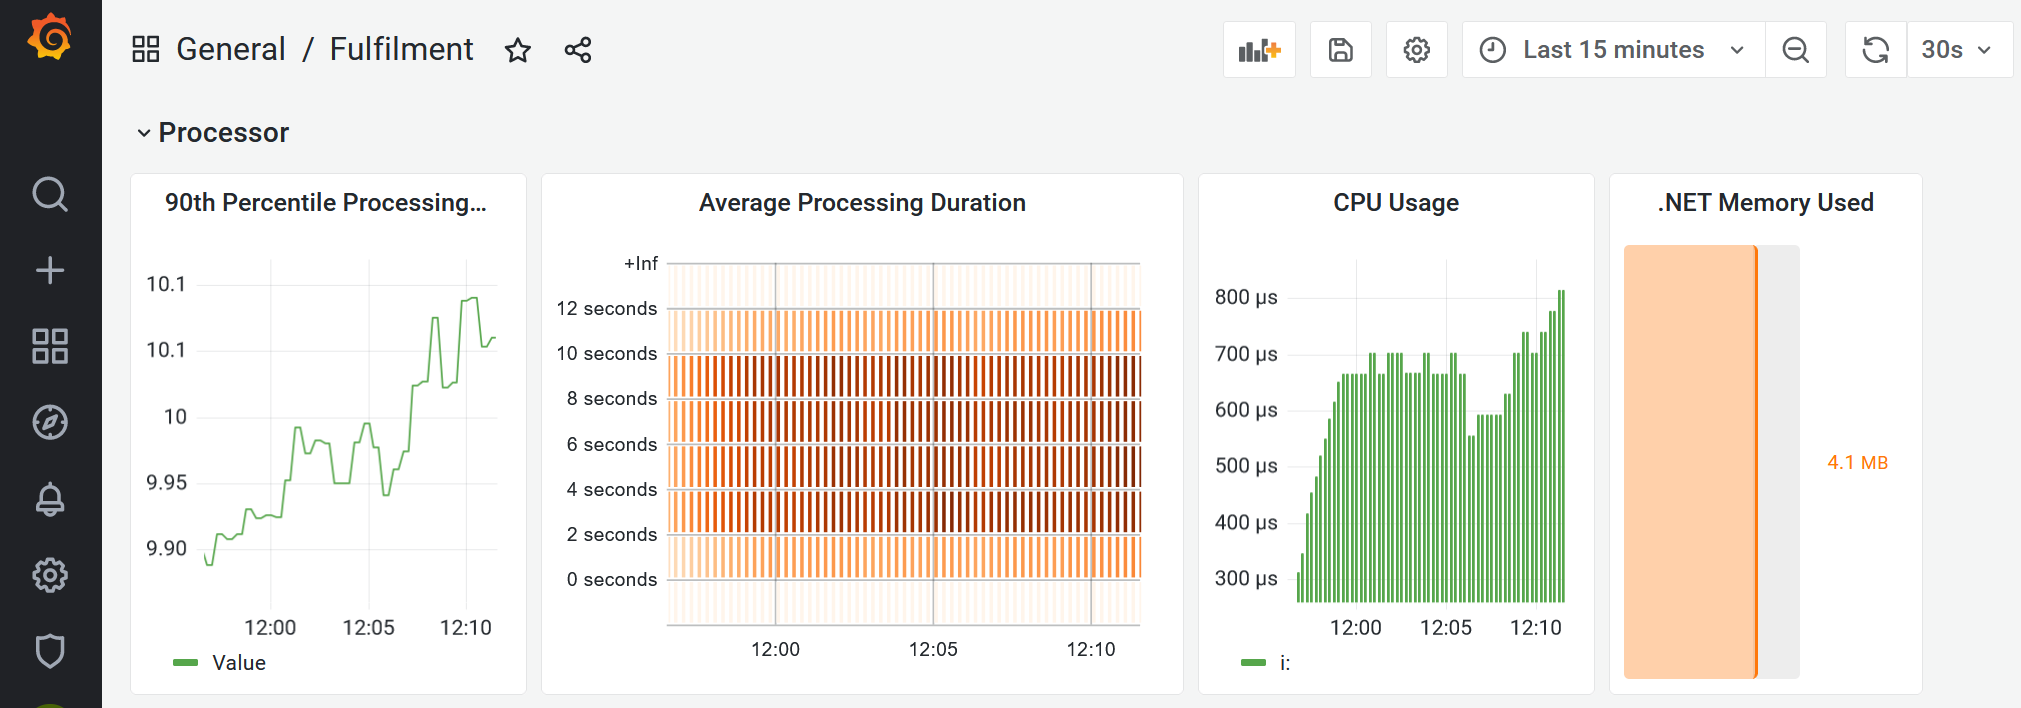 General / Fulfilment
Last 15 minutes
30s
Processor
90th Percentile Processing...
10.1
10.1
10
9.95
9.90
12:00 12:05 12:10
Value
Average Processing Duration
+Inf
12 seconds
10 seconds
8 seconds
6 seconds
4 seconds
2 seconds
0 seconds
12:00 12:05 12:10
CPU Usage
800 µs
700 µs
600 µs
500 µs
400 µs
300 µs
12:00 12:05 12:10
i:
.NET Memory Used
4.1 MB